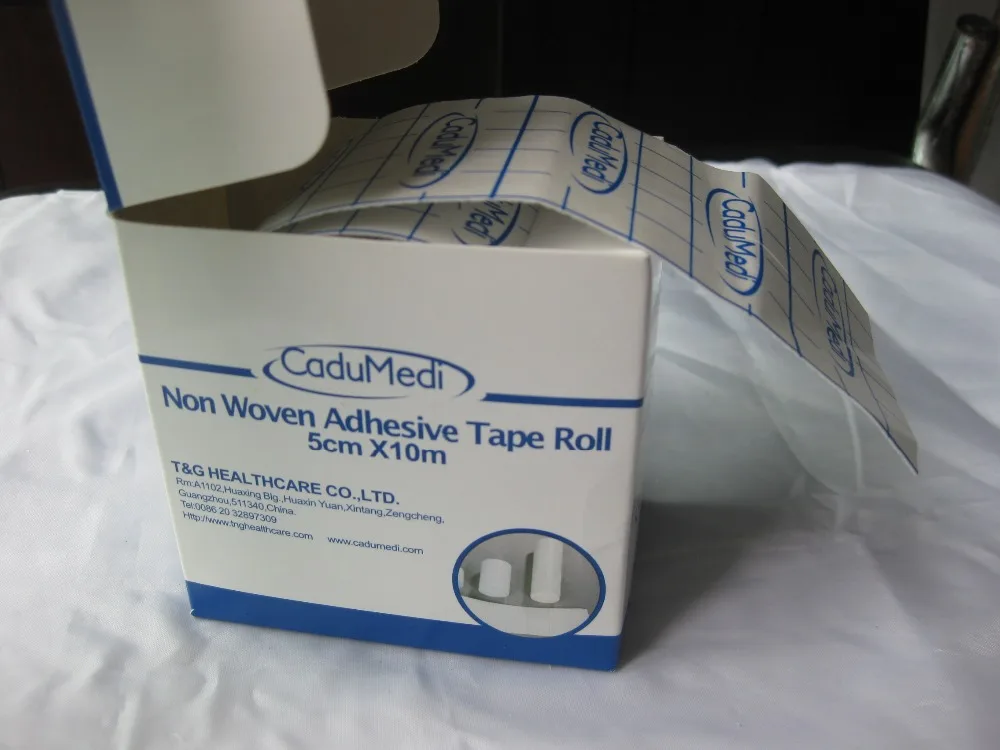 CaduMedi
CaduMedi
CaduMedi
CaduMedi
Medi
CaduMedi
Non Woven Adhesive Tape Roll
5cm X10m
T&G HEALTHCARE CO.,LTD.
Rm:A1102,Huaxing Blg.,Huaxin Yuan,Xintang,Zengcheng,
Guangzhou,511340,China.
Tel:0086 20 32897309
Http://www.tnghealthcare.com www.cadumedi.com